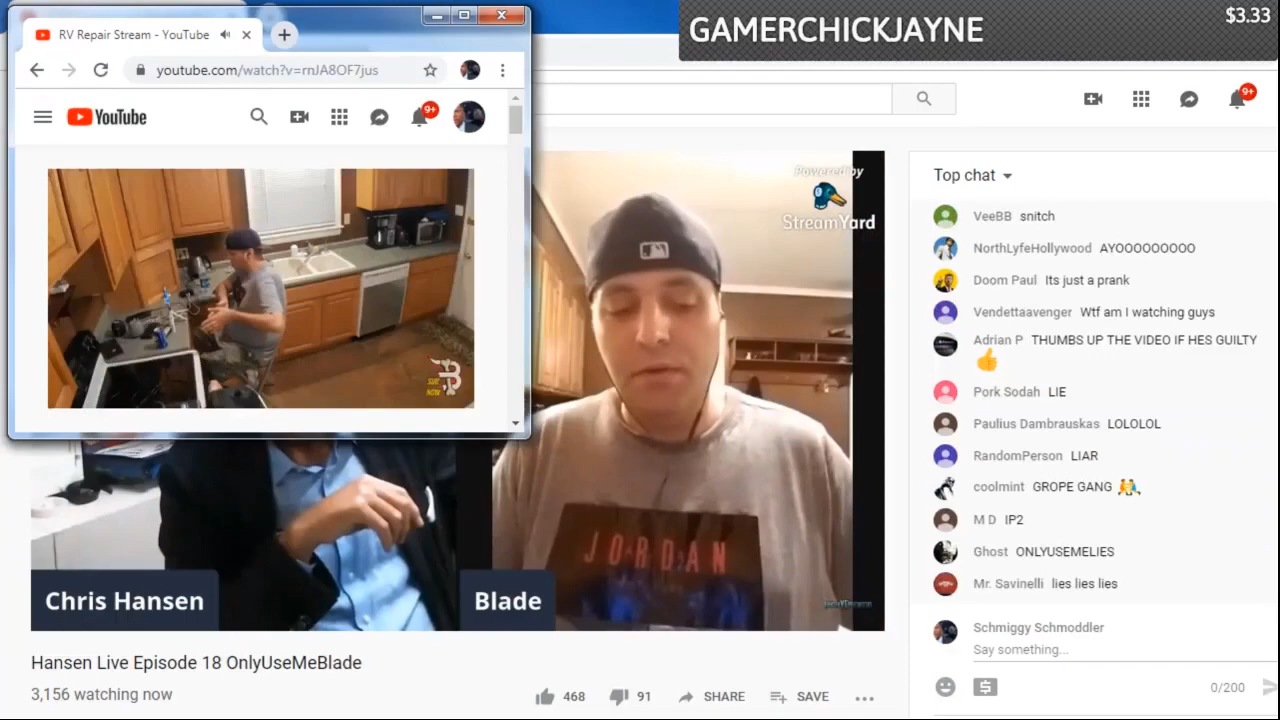 RV Repair Stream - YouTube
youtube.com/watch?v=rnJA8OF7jus
YouTube
9+
SUB
NOW
GAMERCHICKJAYNE
$3.33
9+
Powered by
StreamYard
JORDAN
Chris Hansen
Blade
Hansen Live Episode 18 OnlyUseMeBlade
3,156 watching now
468
91
SHARE
SAVE
Top chat
VeeBB snitch
NorthLyfeHollywood AYOOOOOOOOO
Doom Paul Its just a prank
Vendettaavenger Wtf am I watching guys
Adrian P THUMBS UP THE VIDEO IF HES GUILTY
Pork Sodah LIE
Paulius Dambrauskas LOLOLOL
RandomPerson LIAR
coolmint GROPE GANG
M D IP2
Ghost ONLYUSEMELIES
Mr. Savinelli lies lies lies
Schmiggy Schmoddler
Say something...
0/200